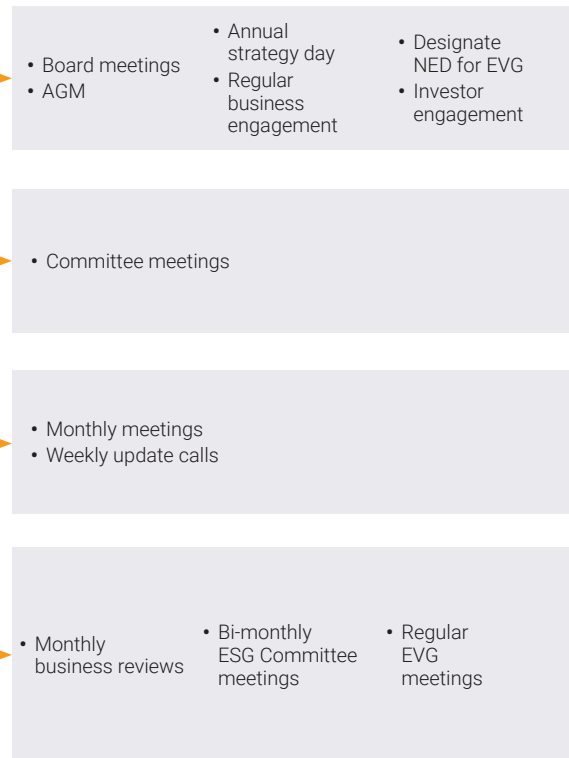 • Board meetings
• AGM
• Annual
strategy day
• Regular
business
engagement
• Designate
NED for EVG
• Investor
engagement
• Committee meetings
• Monthly meetings
• Weekly update calls
• Monthly
business reviews
• Bi-monthly
ESG Committee
meetings
• Regular
EVG
meetings